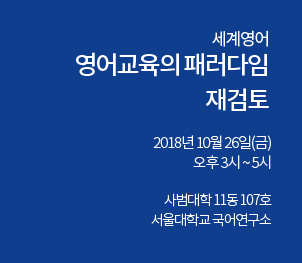 세계영어
영어교육의 패러다임
재검토
2018년 10월 26일(금)
오후 3시 ~ 5시
사범대학 11동 107호
서울대학교 국어연구소